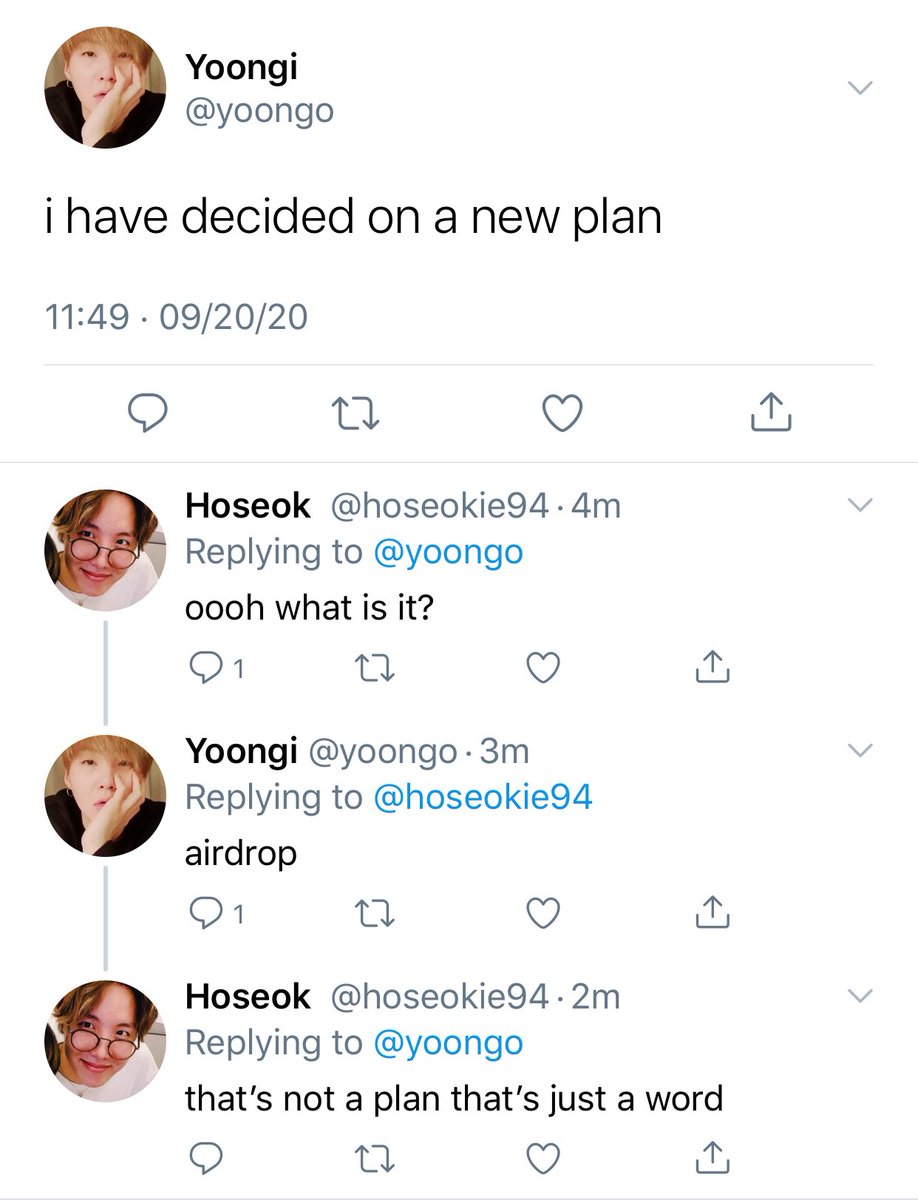 Yoongi
@yoongo
i have decided on a new plan
11:49 · 09/20/20
Hoseok @hoseokie94 · 4m
Replying to @yoongo
oooh what is it?
1
Yoongi @yoongo · 3m
Replying to @hoseokie94
airdrop
1
Hoseok @hoseokie94 · 2m
Replying to @yoongo
that’s not a plan that’s just a word